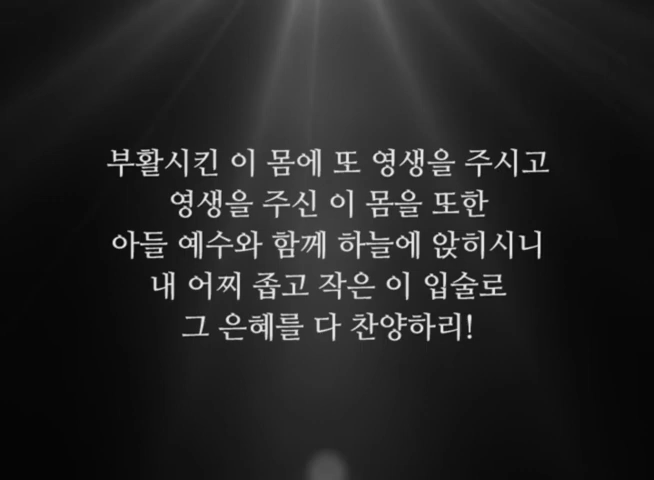 부활시킨 이 몸에 또 영생을 주시고
영생을 주신 이 몸을 또한
아들 예수와 함께 하늘에 앉히시니
내 어찌 좁고 작은 이 입술로
그 은혜를 다 찬양하리!